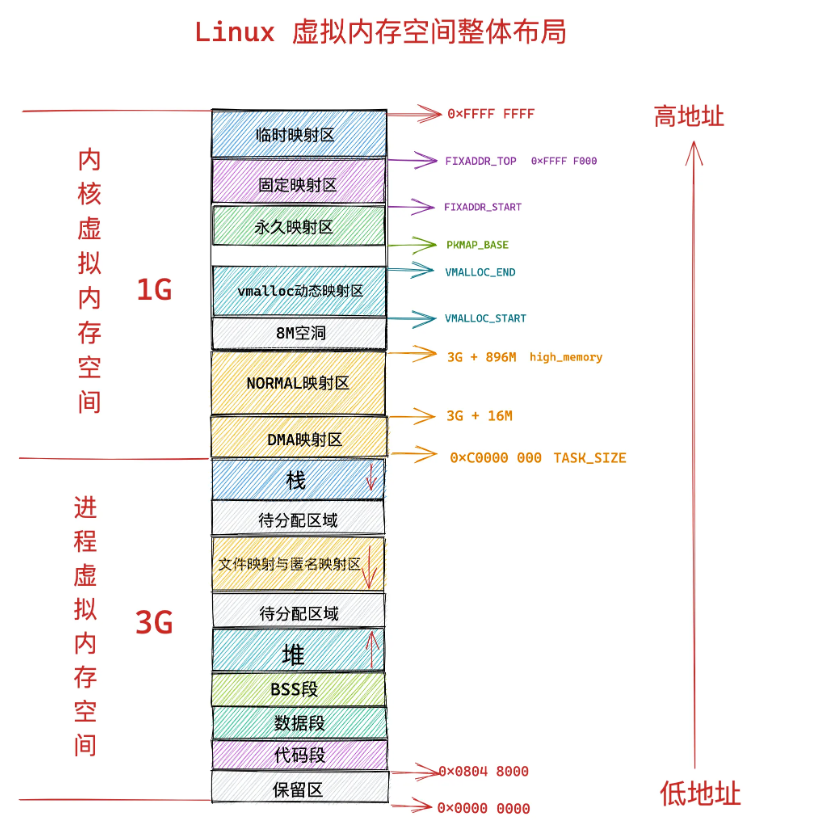 Linux 虚拟内存空间整体布局
高地址
0×FFFF FFFF
临时映射区
FIXADDR_TOP 0×FFFF F000
固定映射区
FIXADDR_START
永久映射区
PKMAP_BASE
VMALLOC_END
vmalloc动态映射区
VMALLOC_START
8M空洞
3G + 896M high_memory
NORMAL映射区
3G + 16M
DMA映射区
0×C0000 000 TASK_SIZE
内核虚拟内存空间
1G
栈
待分配区域
文件映射与匿名映射区
待分配区域
堆
BSS段
数据段
代码段
0×0804 8000
保留区
0×0000 0000
进程虚拟内存空间
3G
低地址